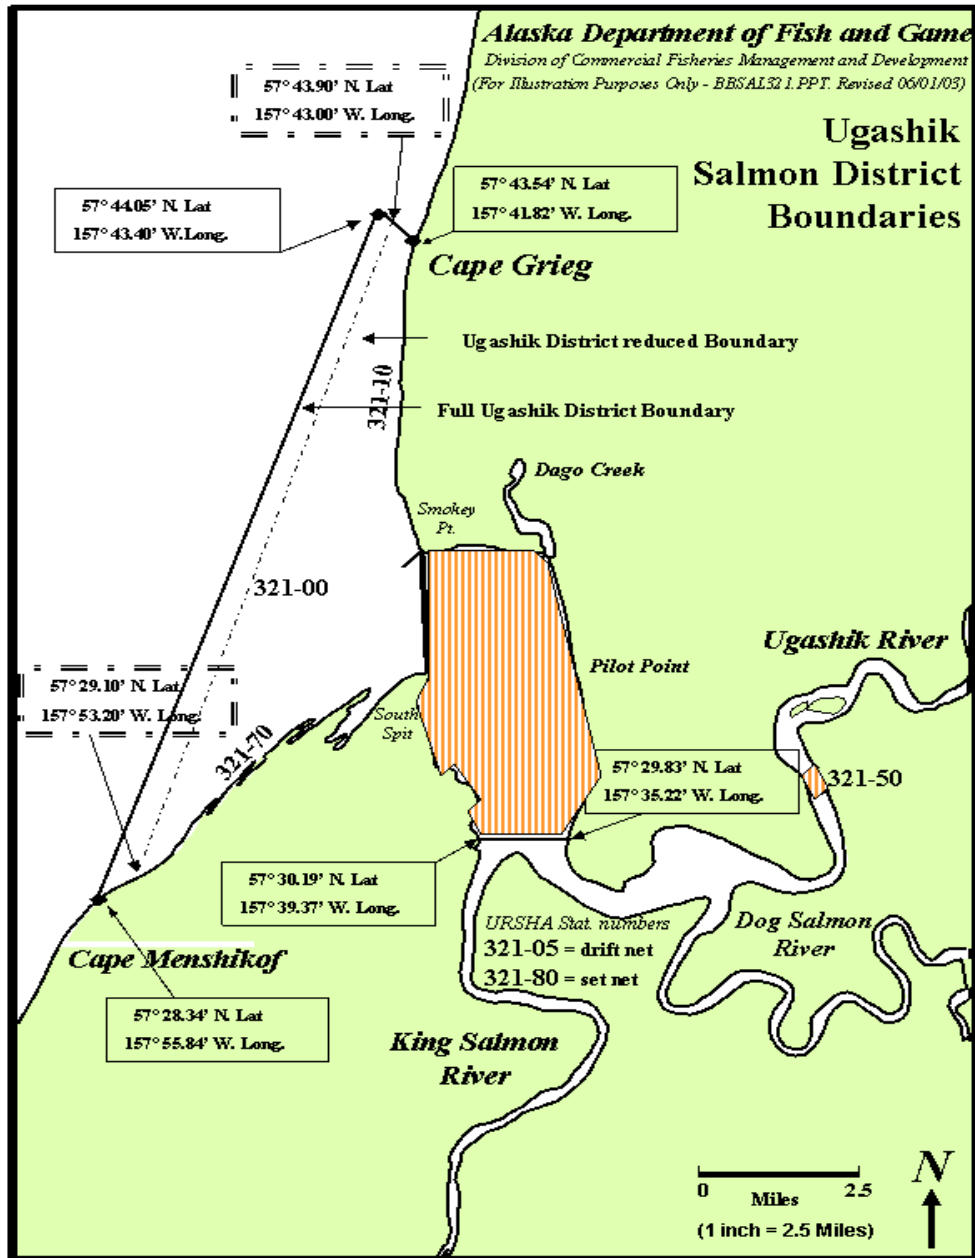 Alaska Department of Fish and Game
Division of Commercial Fisheries Management and Development
(For Illustration Purposes Only - BBSAL321.PPT. Revised 06/01/03)
Ugashik
Salmon District
Boundaries
57° 43.90' N. Lat
157° 43.00' W. Long.
57° 44.05' N. Lat
157° 43.40' W.Long.
57° 43.54' N. Lat
157° 41.82' W. Long.
Cape Grieg
Ugashik District reduced Boundary
321-10
Full Ugashik District Boundary
Dago Creek
Smokey
Pt.
321-00
Ugashik River
Pilot Point
57° 29.10' N. Lat
157° 53.20' W. Long.
South
Spit
321-70
57° 29.83' N. Lat
157° 35.22' W. Long.
321-50
57° 30.19' N. Lat
157° 39.37' W. Long.
URSHA Stat. numbers
321-05 = drift net
321-80 = set net
Dog Salmon
River
Cape Menshikof
57° 28.34' N. Lat
157° 55.84' W. Long.
King Salmon
River
N
0 2.5
Miles
(1 inch = 2.5 Miles)